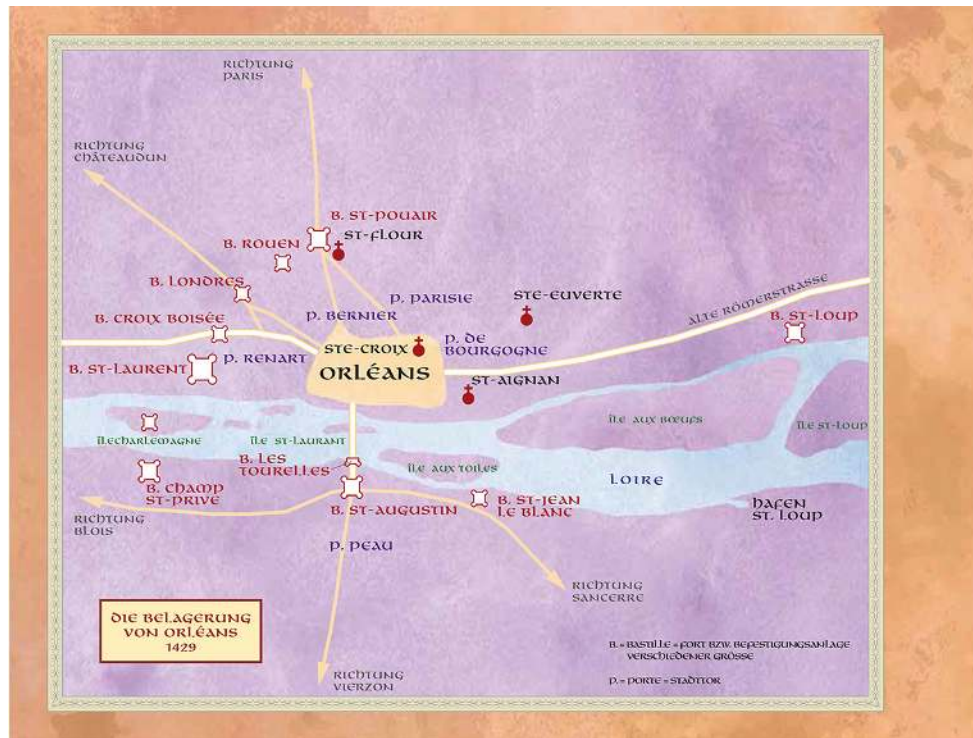 RICHTUNG
PARIS
RICHTUNG
CHÂTEAUDUN
B. ST-POUAIR
ST-FLOUR
B. ROUEN
B. LONDRES
P. PARISIE
STE-EUVERTE
ALTE RÖMERSTRASSE
B. CROIX BOISÉE
P. BERNIER
B. ST-LOUP
P. RENART
STE-CROIX
P. DE
BOURGOGNE
B. ST-LAURENT
ORLÉANS
ST-AIGNAN
ÎLE CHARLEMAGNE
ÎLE ST-LAURANT
ÎLE AUX BŒUFS
ÎLE ST-LOUP
B. LES
TOURELLES
ÎLE AUX TOILES
LOIRE
B. CHAMP
ST-PRIVE
B. ST-AUGUSTIN
B. ST-JEAN
LE BLANC
HAFEN
ST. LOUP
RICHTUNG
BLOIS
P. PEAU
RICHTUNG
SANCERRE
DIE BELAGERUNG
VON ORLÉANS
1429
RICHTUNG
VIERZON
B. = BASTILLE = FORT BZW. BEFESTIGUNGSANLAGE
VERSCHIEDENER GRÖSSE
P. = PORTE = STADTTOR